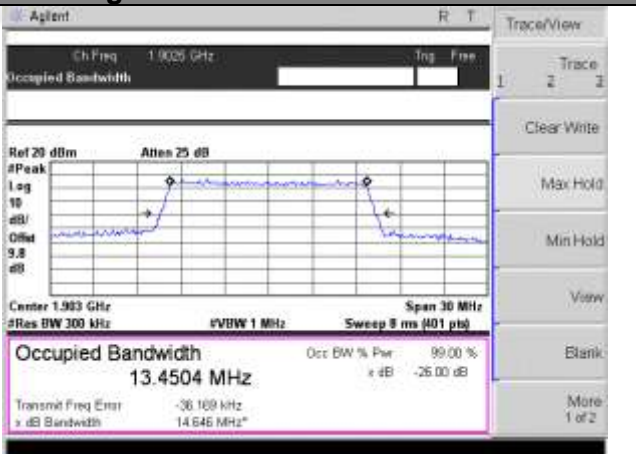 Agilent R T
Trace/View
Ch Freq 1.9025 GHz Trig Free
Occupied Bandwidth
Trace
1 2 3
Clear Write
Ref 20 dBm Atten 25 dB
#Peak
Log
10
dB/
Offst
9.8
dB
Max Hold
Min Hold
Center 1.903 GHz Span 30 MHz
#Res BW 300 kHz #VBW 1 MHz Sweep 8 ms (401 pts)
View
Occupied Bandwidth Occ BW % Pwr 99.00 %
13.4504 MHz x dB -26.00 dB
Blank
Transmit Freq Error -36.169 kHz
x dB Bandwidth 14.646 MHz*
More
1 of 2